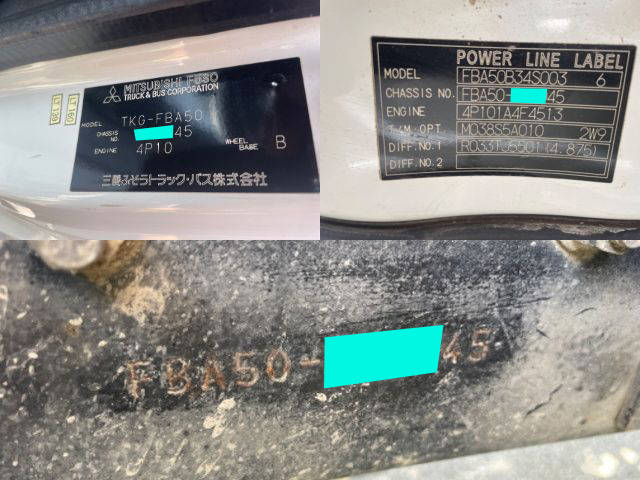 MITSUBISHI FUSO
TRUCK & BUS CORPORATION
MODEL TKG-FBA50
CHASSIS NO. 45
ENGINE 4P10 WHEEL BASE B
三菱ふそうトラック・バス株式会社
POWER LINE LABEL
MODEL FBA50B34S003 6
CHASSIS NO. FBA50- 45
ENGINE 4P101A4F4513
T/M. OPT. M038S5A010 2W9
DIFF. NO.1 R033T 5501 (4.875)
DIFF. NO.2
FBA50- 45